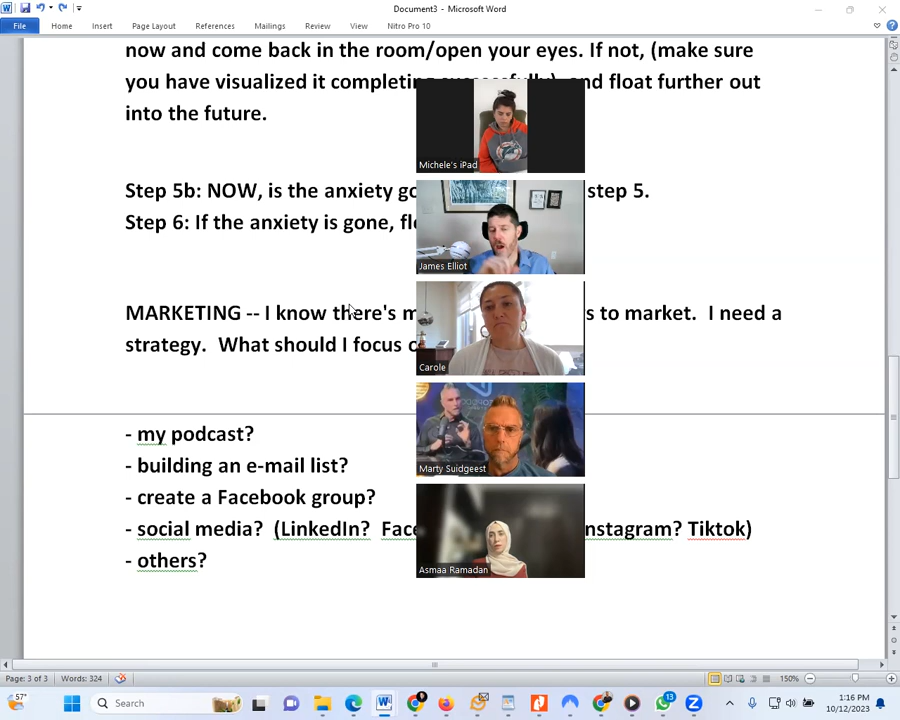 Document3 - Microsoft Word
File Home Insert Page Layout References Mailings Review View Nitro Pro 10
now and come back in the room/open your eyes. If not, (make sure
you have visualized it completing successfully), and float further out
into the future.
Michele's iPad
Step 5b: NOW, is the anxiety go step 5.
Step 6: If the anxiety is gone, flo
James Elliot
MARKETING -- I know there's m s to market. I need a
strategy. What should I focus o
Carole
- my podcast?
- building an e-mail list?
Marty Suidgeest
- create a Facebook group?
- social media? (LinkedIn? Face nstagram? Tiktok)
- others?
Asmaa Ramadan
Page: 3 of 3 Words: 324 150%
57° Search 13 1:16 PM
10/12/2023